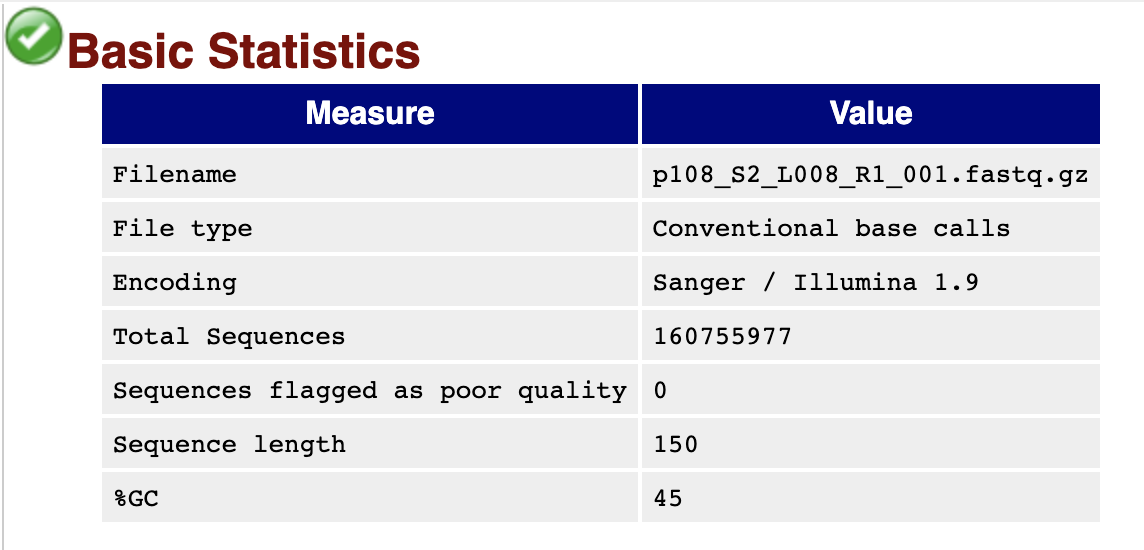 Basic Statistics
Measure Value
Filename p108_S2_L008_R1_001.fastq.gz
File type Conventional base calls
Encoding Sanger / Illumina 1.9
Total Sequences 160755977
Sequences flagged as poor quality 0
Sequence length 150
%GC 45